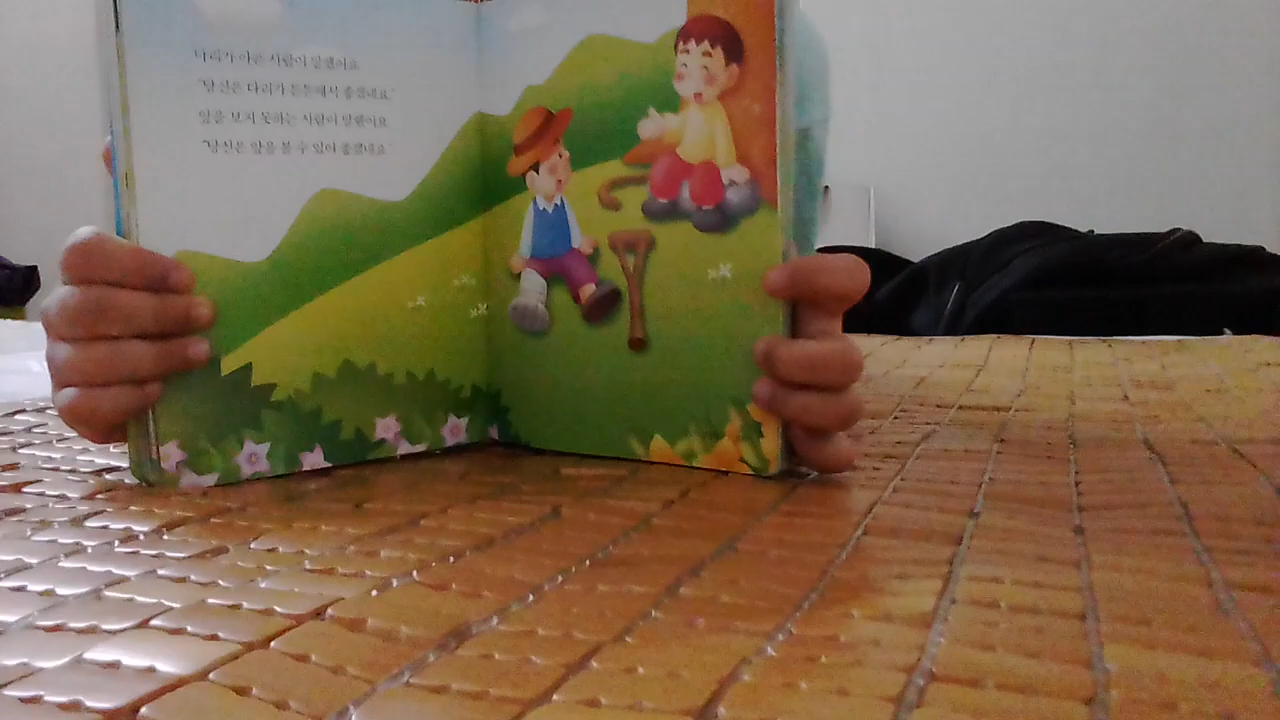 다리가 아픈 사람이 말했어요.
"당신은 다리가 튼튼해서 좋겠네요."
앞을 보지 못하는 사람이 말했어요.
"당신은 앞을 볼 수 있어 좋겠네요."